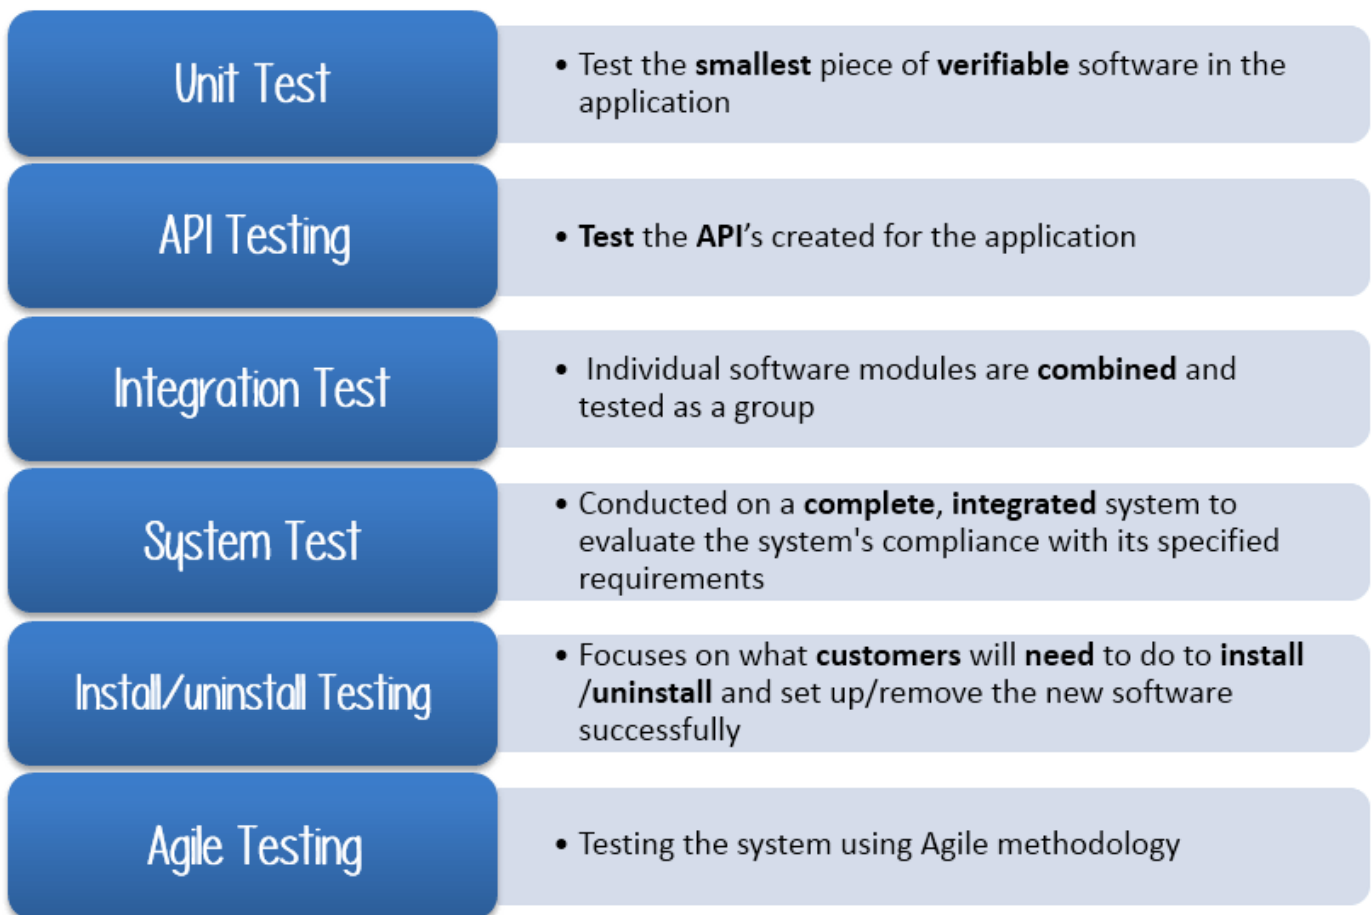 Unit Test
• Test the smallest piece of verifiable software in the
application
API Testing
• Test the API’s created for the application
Integration Test
• Individual software modules are combined and
tested as a group
System Test
• Conducted on a complete, integrated system to
evaluate the system's compliance with its specified
requirements
Install/uninstall Testing
• Focuses on what customers will need to do to install
/uninstall and set up/remove the new software
successfully
Agile Testing
• Testing the system using Agile methodology